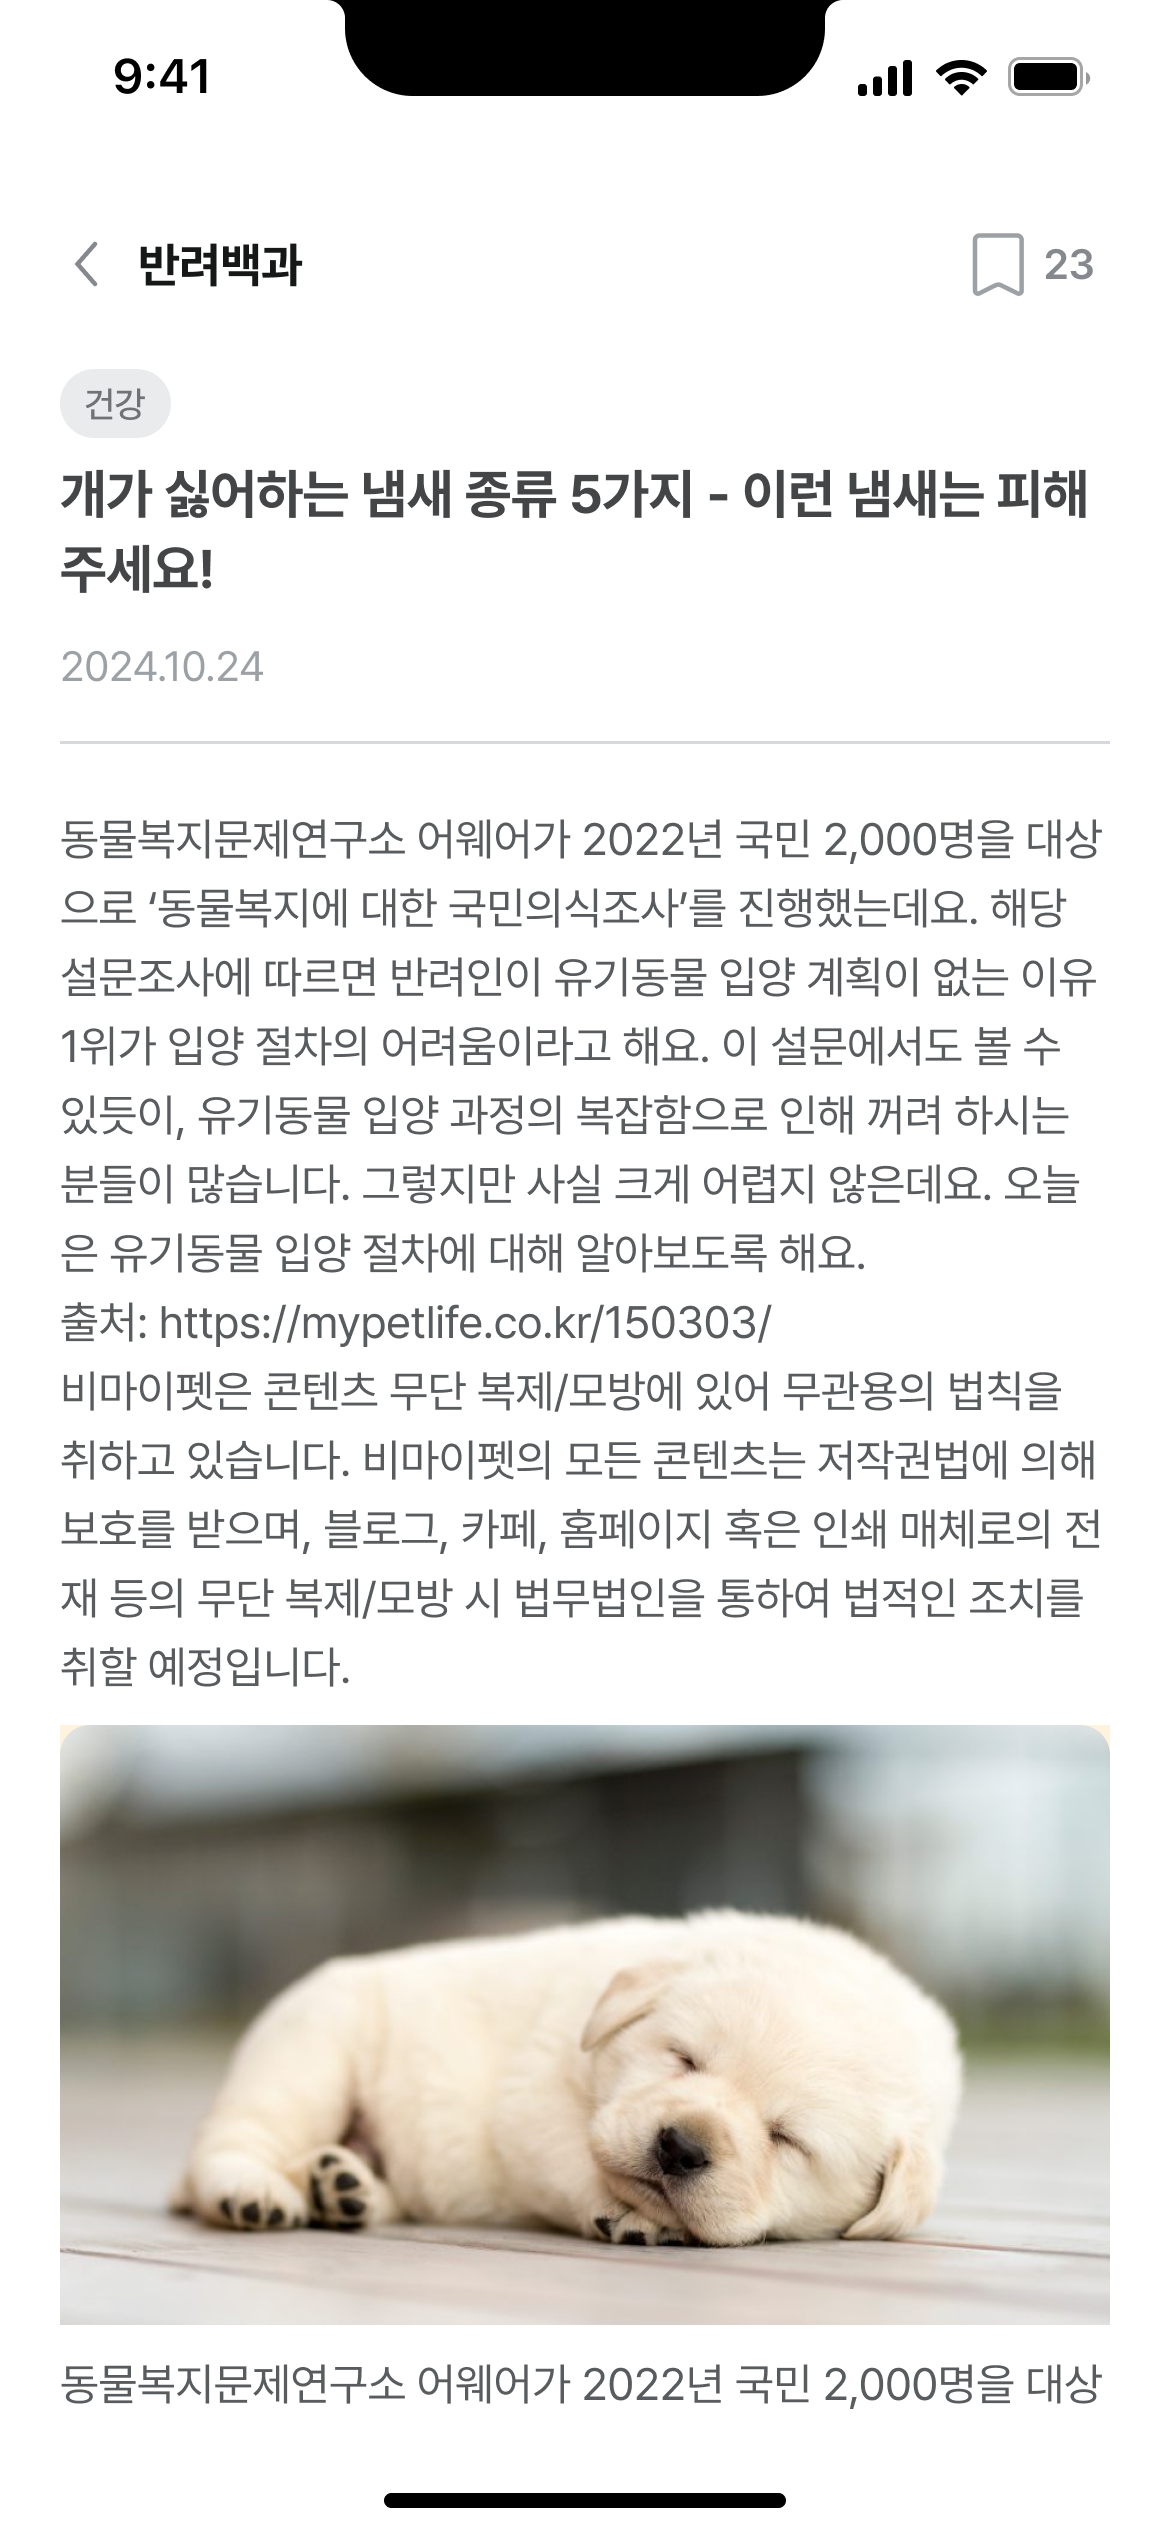 9:41
반려백과
23
건강
개가 싫어하는 냄새 종류 5가지 - 이런 냄새는 피해
주세요!
2024.10.24
동물복지문제연구소 어웨어가 2022년 국민 2,000명을 대상
으로 ‘동물복지에 대한 국민의식조사’를 진행했는데요. 해당
설문조사에 따르면 반려인이 유기동물 입양 계획이 없는 이유
1위가 입양 절차의 어려움이라고 해요. 이 설문에서도 볼 수
있듯이, 유기동물 입양 과정의 복잡함으로 인해 꺼려 하시는
분들이 많습니다. 그렇지만 사실 크게 어렵지 않은데요. 오늘
은 유기동물 입양 절차에 대해 알아보도록 해요.
출처: https://mypetlife.co.kr/150303/
비마이펫은 콘텐츠 무단 복제/모방에 있어 무관용의 법칙을
취하고 있습니다. 비마이펫의 모든 콘텐츠는 저작권법에 의해
보호를 받으며, 블로그, 카페, 홈페이지 혹은 인쇄 매체로의 전
재 등의 무단 복제/모방 시 법무법인을 통하여 법적인 조치를
취할 예정입니다.
동물복지문제연구소 어웨어가 2022년 국민 2,000명을 대상